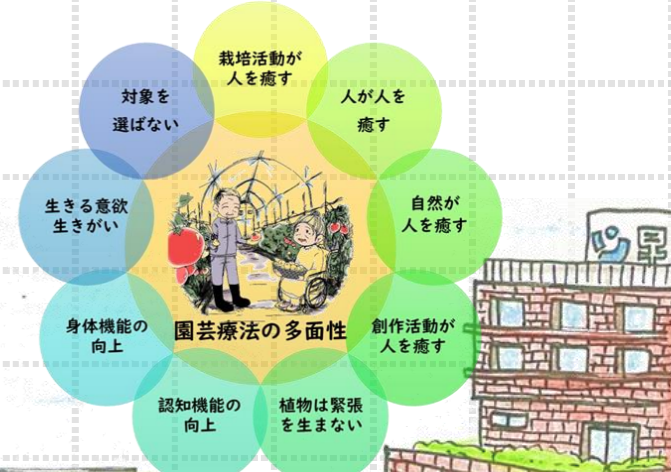 栽培活動が
人を癒す
人が人を
癒す
自然が
人を癒す
創作活動が
人を癒す
植物は緊張
を生まない
認知機能の
向上
身体機能の
向上
生きる意欲
生きがい
対象を
選ばない
園芸療法の多面性